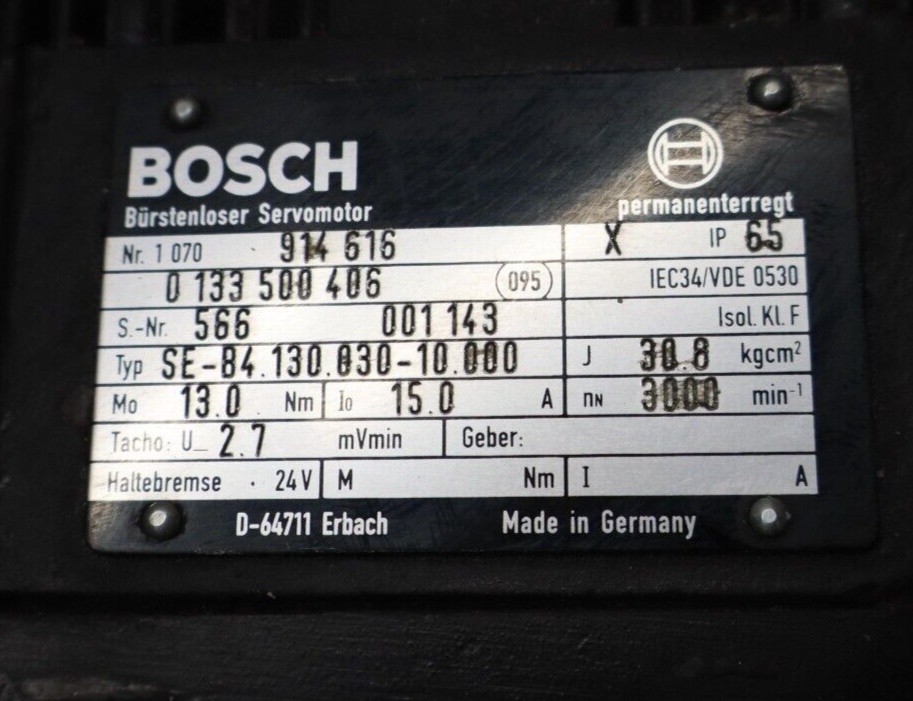 BOSCH
Bürstenloser Servomotor
permanenterregt
Nr. 1 070 914 616 X IP 65
0 133 500 406 095 IEC34/VDE 0530
S.-Nr. 566 001 143 Isol. Kl. F
Typ SE-B4.130.030-10.000 J 30.8 kgcm²
Mo 13.0 Nm Io 15.0 A nN 3000 min-1
Tacho: U_ 2.7 mVmin Geber:
Haltebremse · 24V M Nm I A
D-64711 Erbach Made in Germany